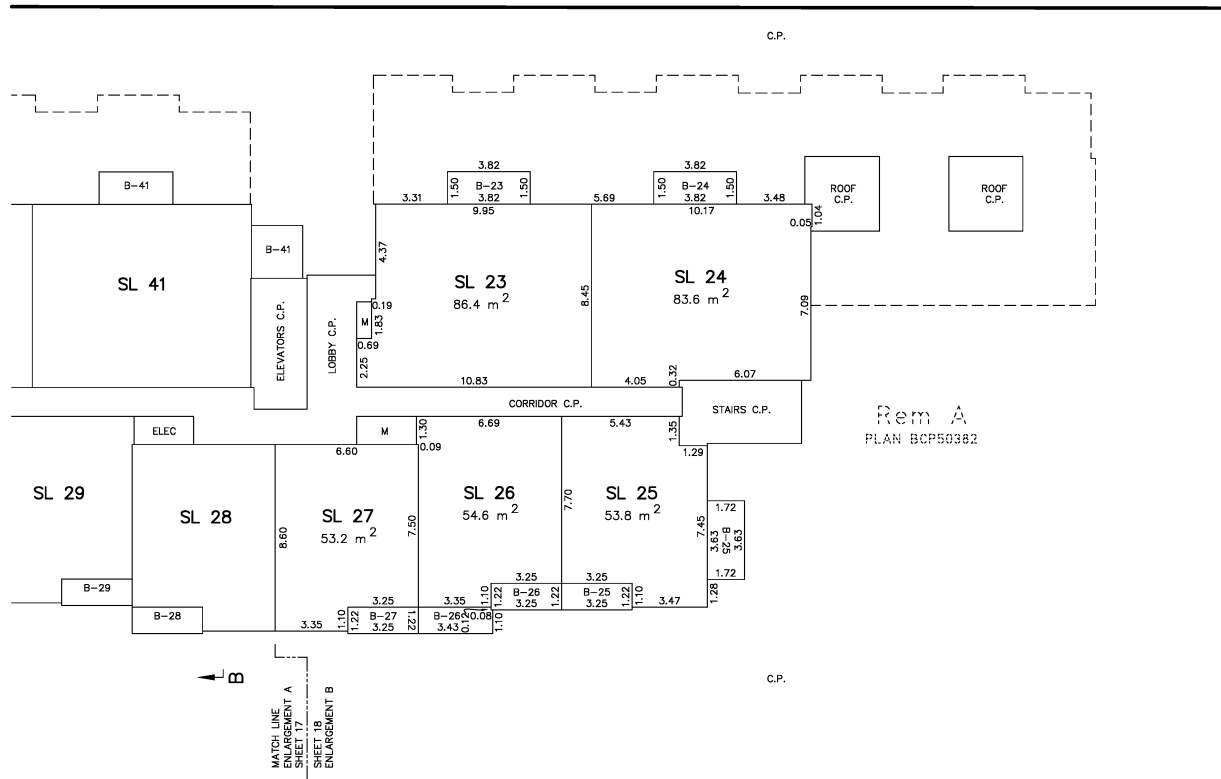 C.P.
3.82
3.82
B-41
1.50
B-23
1.50
1.50
B-24
1.50
ROOF
C.P.
ROOF
C.P.
3.31
3.82
5.69
3.82
3.48
9.95
10.17
0.05
1.04
B-41
4.37
SL 41
SL 23
86.4 m²
8.45
SL 24
83.6 m²
7.09
ELEVATORS C.P.
LOBBY C.P.
0.19
M
1.83
0.69
2.25
10.83
4.05
0.32
6.07
CORRIDOR C.P.
STAIRS C.P.
Rem A
PLAN BCP50382
ELEC
M
1.30
6.69
5.43
1.35
6.60
0.09
1.29
SL 29
SL 28
SL 27
53.2 m²
SL 26
54.6 m²
SL 25
53.8 m²
8.60
7.50
7.70
7.45
1.72
3.63
B-25
3.63
1.72
B-29
3.25
3.25
1.10
1.22
B-26
1.22
B-25
1.22
1.10
1.28
3.25
3.35
3.25
3.25
3.47
B-28
3.35
1.10
1.22
B-27
1.22
B-26
0.12
0.08
1.10
3.25
3.43
B
C.P.
MATCH LINE
ENLARGEMENT A
SHEET 17
SHEET 18
ENLARGEMENT B